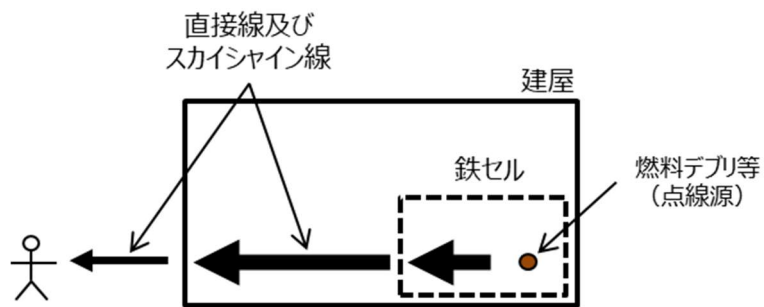 直接線及び
スカイシャイン線
建屋
鉄セル
燃料デブリ等
（点線源）